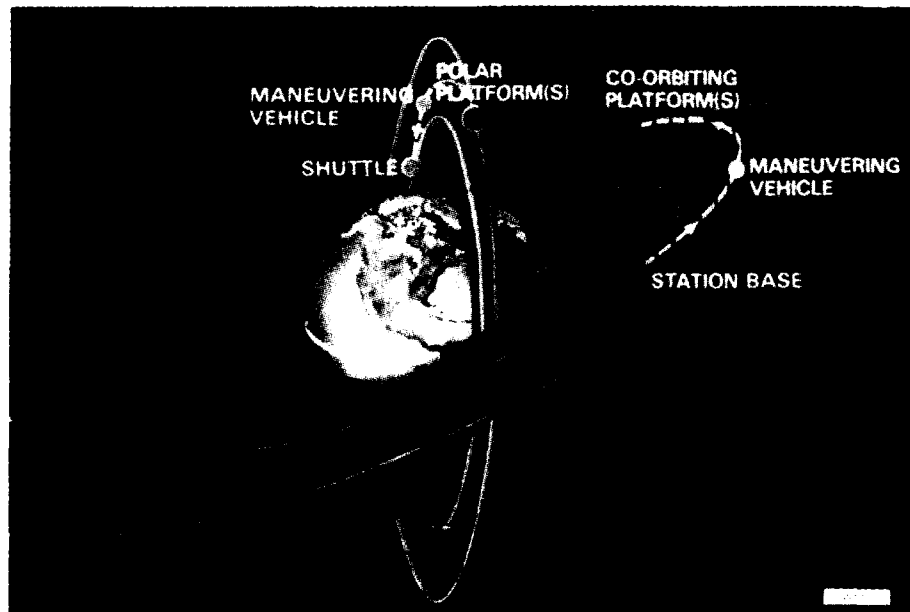 POLAR
PLATFORM(S)
MANEUVERING
VEHICLE
SHUTTLE
CO-ORBITING
PLATFORM(S)
MANEUVERING
VEHICLE
STATION BASE